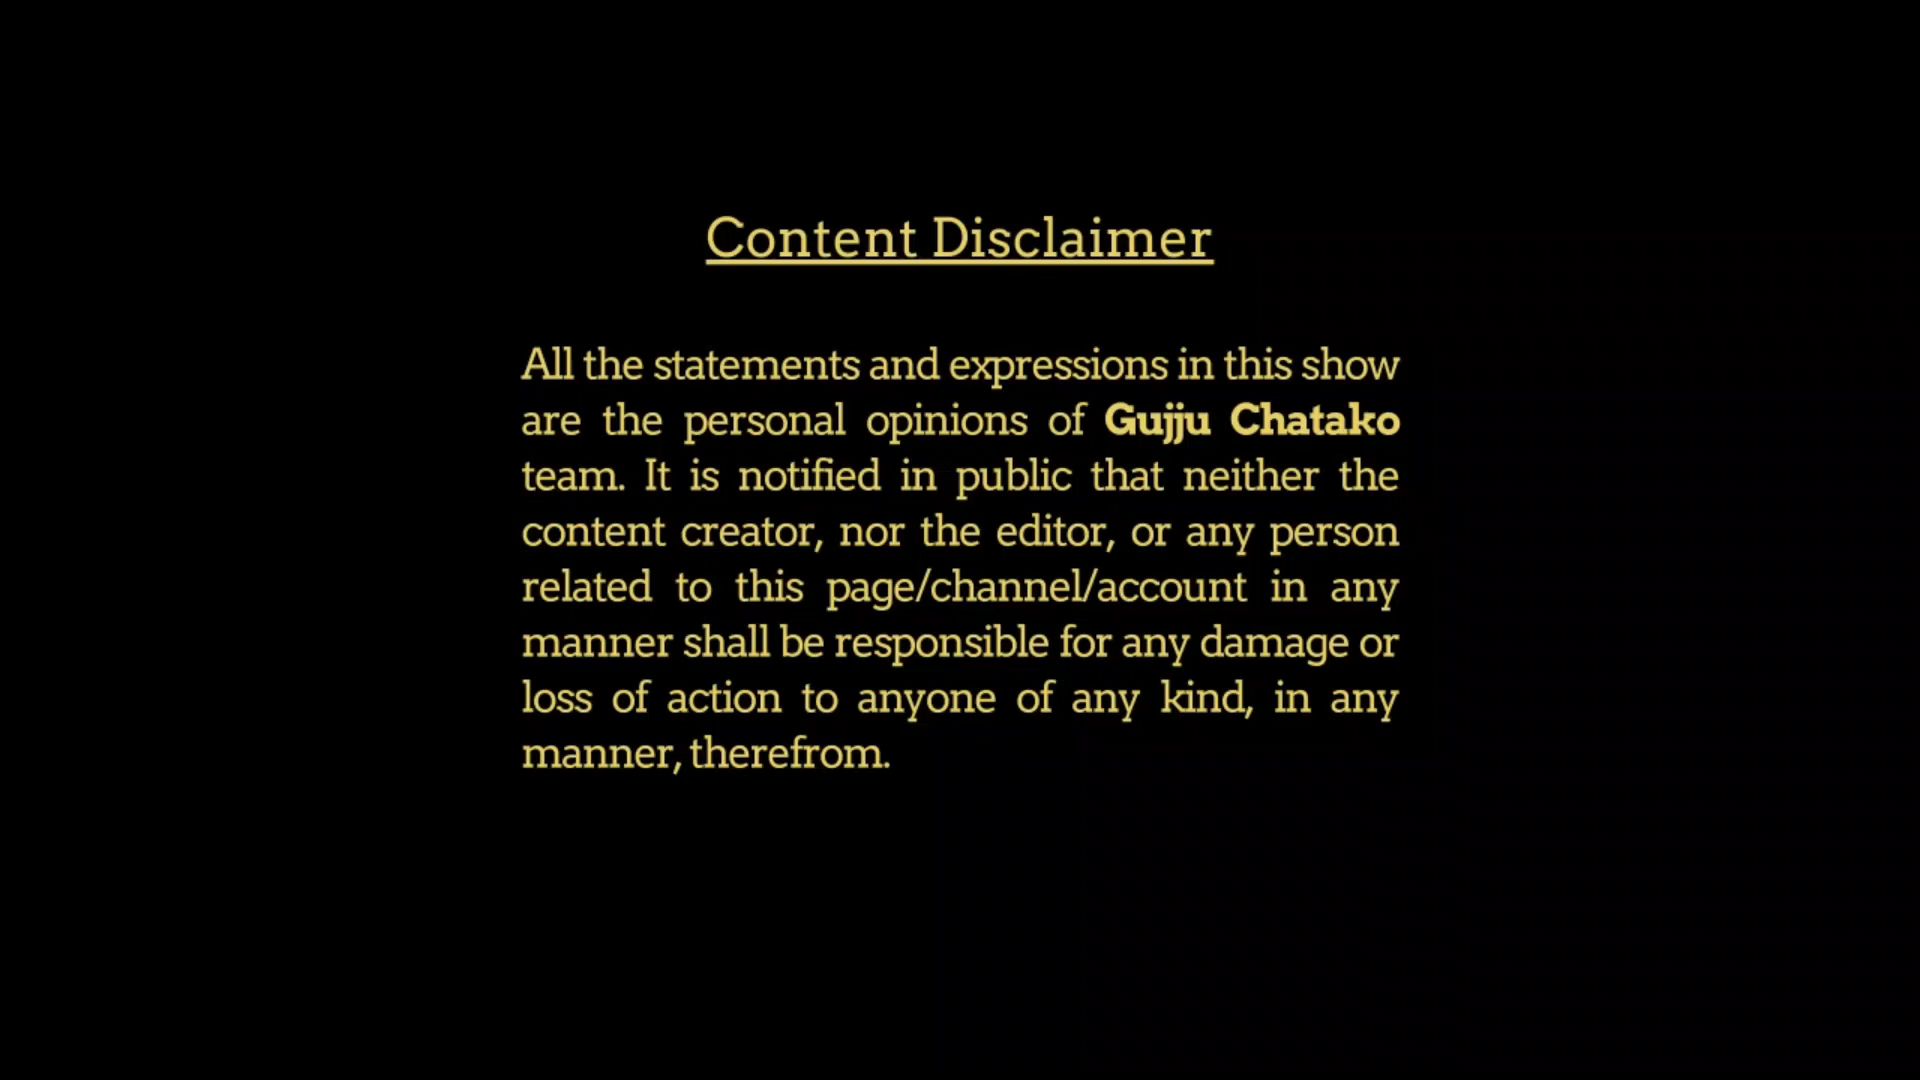 Content Disclaimer
All the statements and expressions in this show
are the personal opinions of Gujju Chatako
team. It is notified in public that neither the
content creator, nor the editor, or any person
related to this page/channel/account in any
manner shall be responsible for any damage or
loss of action to anyone of any kind, in any
manner, therefrom.